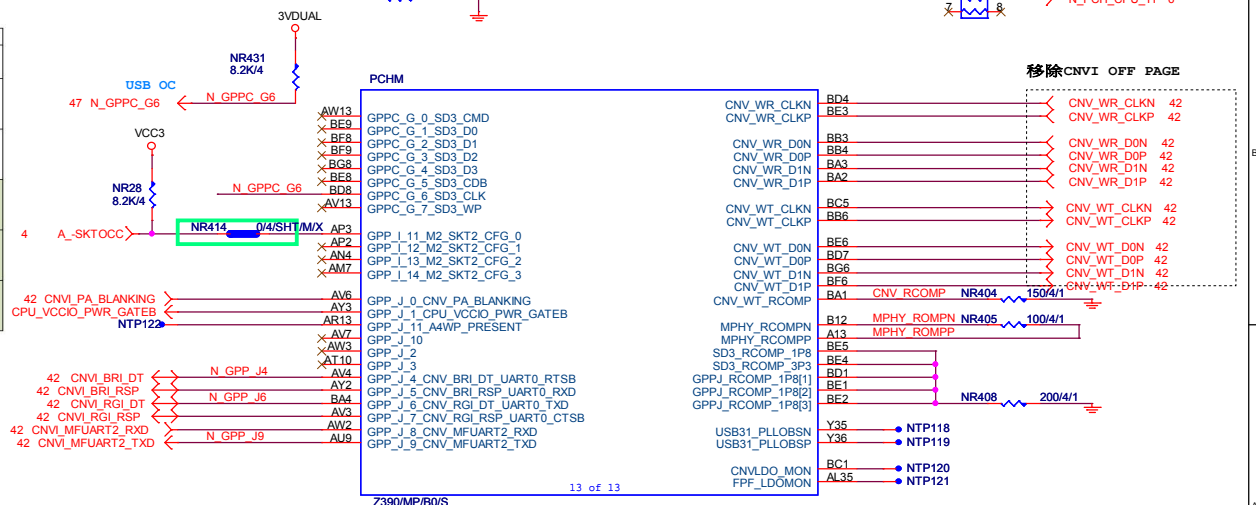 3VDUAL
7 8
NR431
8.2K/4
PCHM
移除CNVI OFF PAGE
USB OC
47 N_GPPC_G6
N_GPPC_G6
VCC3
NR28
8.2K/4
N_GPPC_G6
4 A_-SKTOCC
NR414 0/4/SHT/M/X
AW13 GPPC_G_0_SD3_CMD
BE9 GPPC_G_1_SD3_D0
BF8 GPPC_G_2_SD3_D1
BF9 GPPC_G_3_SD3_D2
BG8 GPPC_G_4_SD3_D3
BE8 GPPC_G_5_SD3_CDB
BD8 GPPC_G_6_SD3_CLK
AV13 GPPC_G_7_SD3_WP
AP3 GPP_I_11_M2_SKT2_CFG_0
AP2 GPP_I_12_M2_SKT2_CFG_1
AN4 GPP_I_13_M2_SKT2_CFG_2
AM7 GPP_I_14_M2_SKT2_CFG_3
42 CNVI_PA_BLANKING AV6 GPP_J_0_CNV_PA_BLANKING
CPU_VCCIO_PWR_GATEB AY3 GPP_J_1_CPU_VCCIO_PWR_GATEB
NTP122 AR13 GPP_J_11_A4WP_PRESENT
AV7 GPP_J_10
AW3 GPP_J_2
AT10 GPP_J_3
42 CNVI_BRI_DT N_GPP_J4 AV4 GPP_J_4_CNV_BRI_DT_UART0_RTSB
42 CNVI_BRI_RSP AY2 GPP_J_5_CNV_BRI_RSP_UART0_RXD
42 CNVI_RGI_DT N_GPP_J6 BA4 GPP_J_6_CNV_RGI_DT_UART0_TXD
42 CNVI_RGI_RSP AV3 GPP_J_7_CNV_RGI_RSP_UART0_CTSB
42 CNVI_MFUART2_RXD AW2 GPP_J_8_CNV_MFUART2_RXD
42 CNVI_MFUART2_TXD N_GPP_J9 AU9 GPP_J_9_CNV_MFUART2_TXD
CNV_WR_CLKN BD4 CNV_WR_CLKN 42
CNV_WR_CLKP BE3 CNV_WR_CLKP 42
CNV_WR_D0N BB3 CNV_WR_D0N 42
CNV_WR_D0P BB4 CNV_WR_D0P 42
CNV_WR_D1N BA3 CNV_WR_D1N 42
CNV_WR_D1P BA2 CNV_WR_D1P 42
CNV_WT_CLKN BC5 CNV_WT_CLKN 42
CNV_WT_CLKP BB6 CNV_WT_CLKP 42
CNV_WT_D0N BE6 CNV_WT_D0N 42
CNV_WT_D0P BD7 CNV_WT_D0P 42
CNV_WT_D1N BG6 CNV_WT_D1N 42
CNV_WT_D1P BF6 CNV_WT_D1P 42
CNV_WT_RCOMP BA1 CNV_RCOMP NR404 150/4/1
MPHY_RCOMPN B12 MPHY_ROMPN NR405 100/4/1
MPHY_RCOMPP A13 MPHY_ROMPP
SD3_RCOMP_1P8 BE5
SD3_RCOMP_3P3 BE4
GPPJ_RCOMP_1P8[1] BD1
GPPJ_RCOMP_1P8[2] BE1
GPPJ_RCOMP_1P8[3] BE2 NR408 200/4/1
USB31_PLLOBSN Y35 NTP118
USB31_PLLOBSP Y36 NTP119
CNVLDO_MON BC1 NTP120
FPF_LDOMON AL35 NTP121
13 of 13
Z390/MP/B0/S